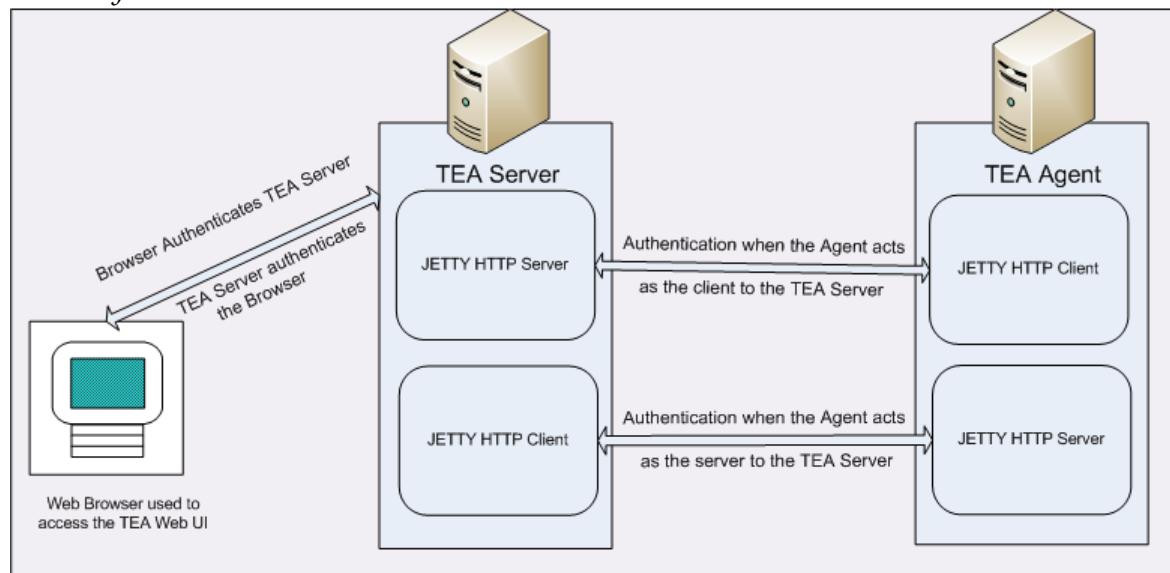 TEA Server
TEA Agent
Browser Authenticates TEA Server
TEA Server authenticates
the Browser
JETTY HTTP Server
Authentication when the Agent acts
as the client to the TEA Server
JETTY HTTP Client
JETTY HTTP Client
Authentication when the Agent acts
as the server to the TEA Server
JETTY HTTP Server
Web Browser used to
access the TEA Web UI